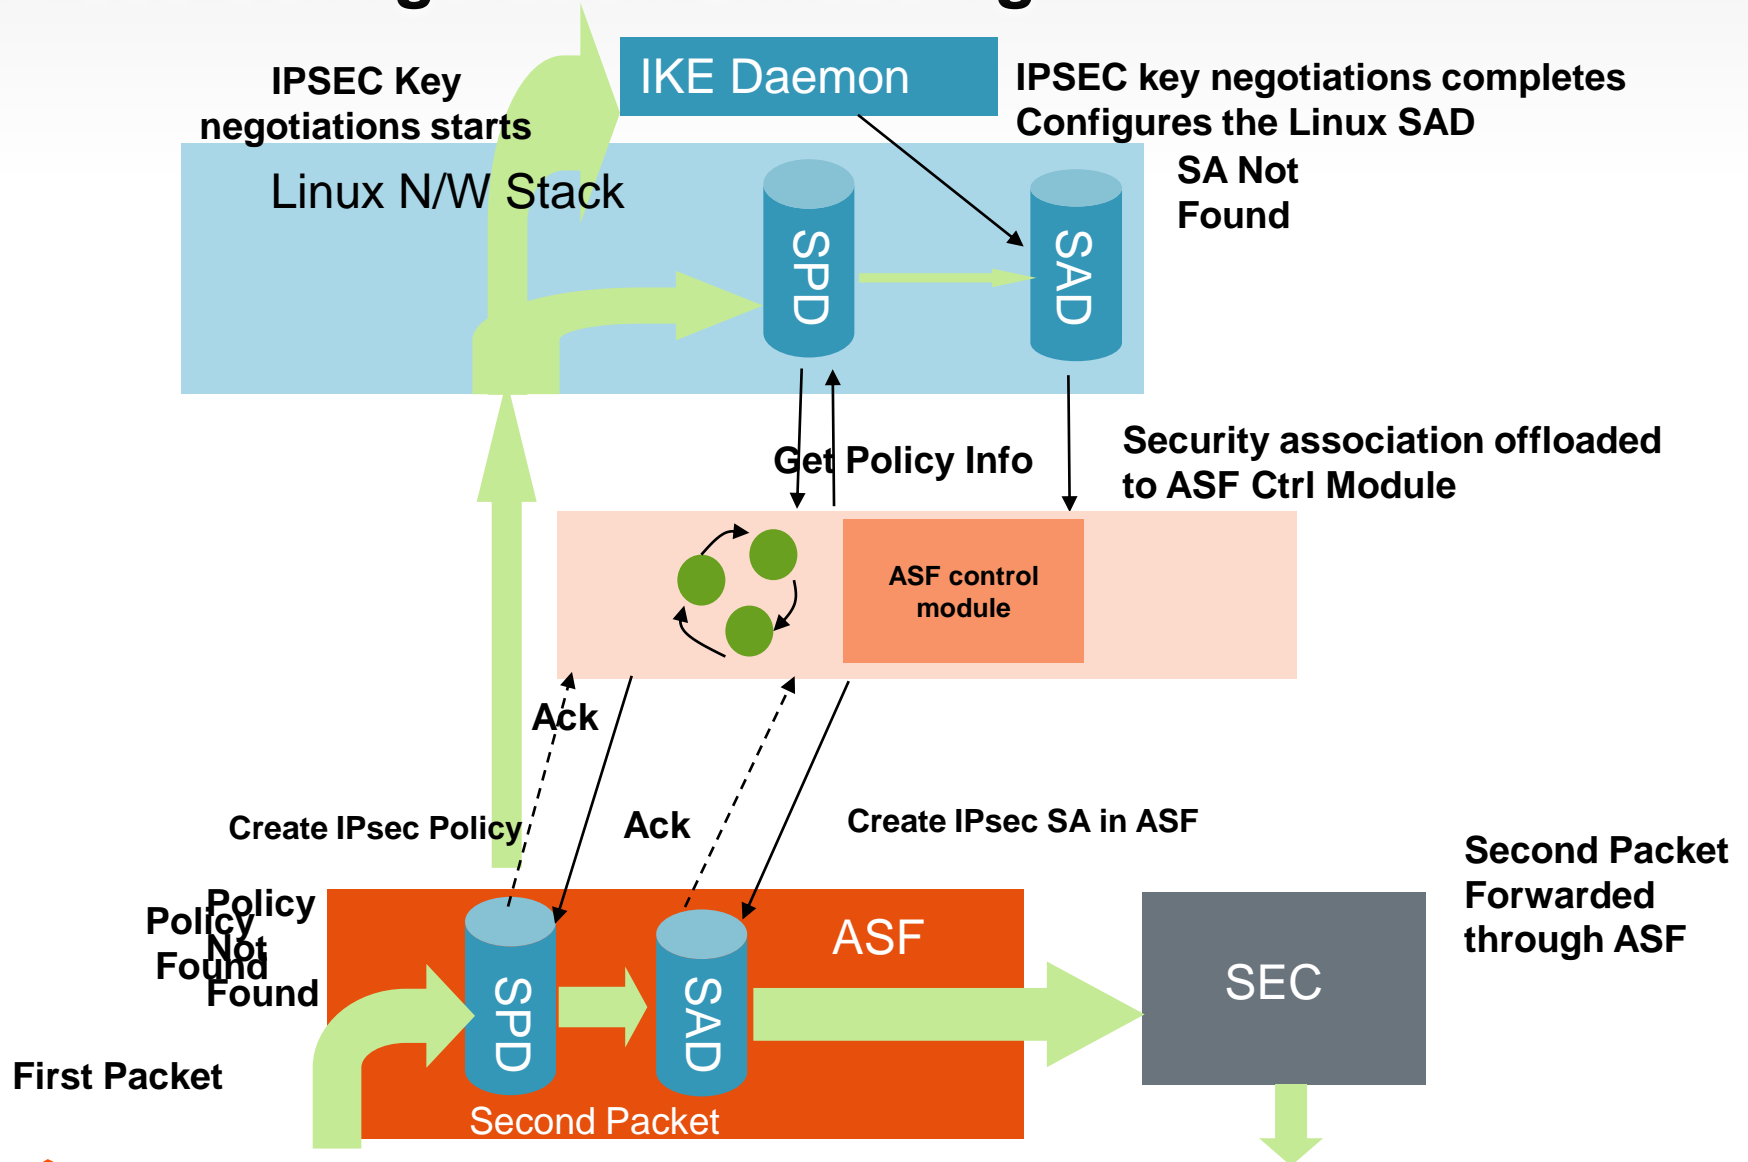 IKE Daemon
IPSEC Key
negotiations starts
IPSEC key negotiations completes
Configures the Linux SAD
SA Not
Found
Linux N/W Stack
SPD
SAD
Get Policy Info
Security association offloaded
to ASF Ctrl Module
ASF control
module
Ack
Create IPsec Policy
Ack
Create IPsec SA in ASF
Second Packet
Forwarded
through ASF
Policy
Found
Policy
Not
Found
ASF
SPD
SAD
SEC
First Packet
Second Packet